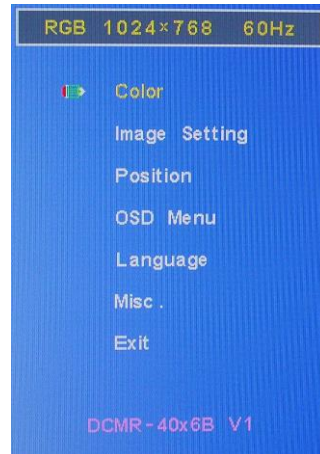 RGB 1024×768 60Hz
Color
Image Setting
Position
OSD Menu
Language
Misc.
Exit
DCMR-40x6B V1